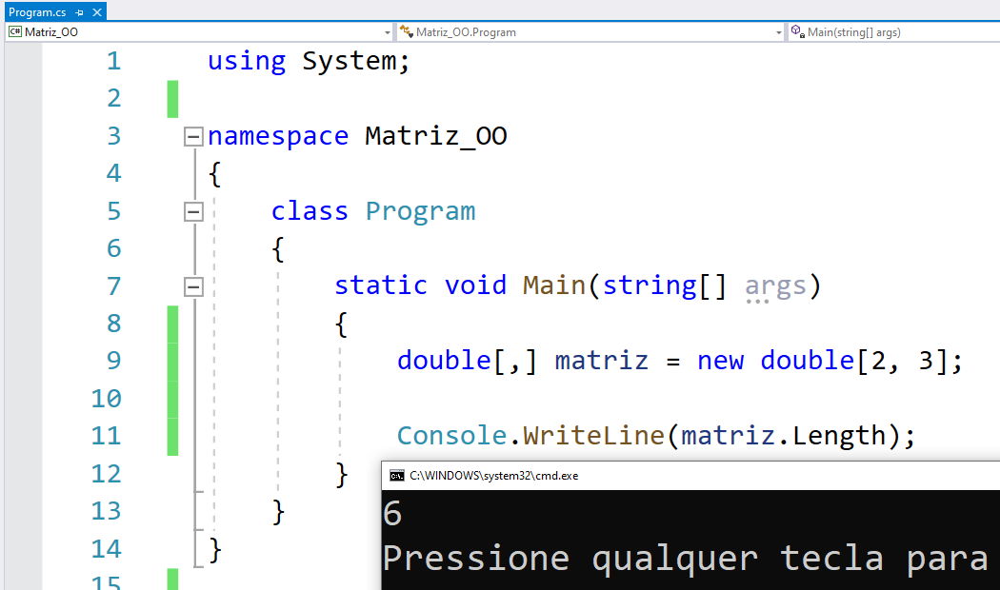 Program.cs
C# Matriz_OO
Matriz_OO.Program
Main(string[] args)
1 using System;
2
3 namespace Matriz_OO
4 {
5 class Program
6 {
7 static void Main(string[] args)
8 {
9 double[,] matriz = new double[2, 3];
10
11 Console.WriteLine(matriz.Length);
12 }
13 }
14 }
15
C:\WINDOWS\system32\cmd.exe
6
Pressione qualquer tecla para